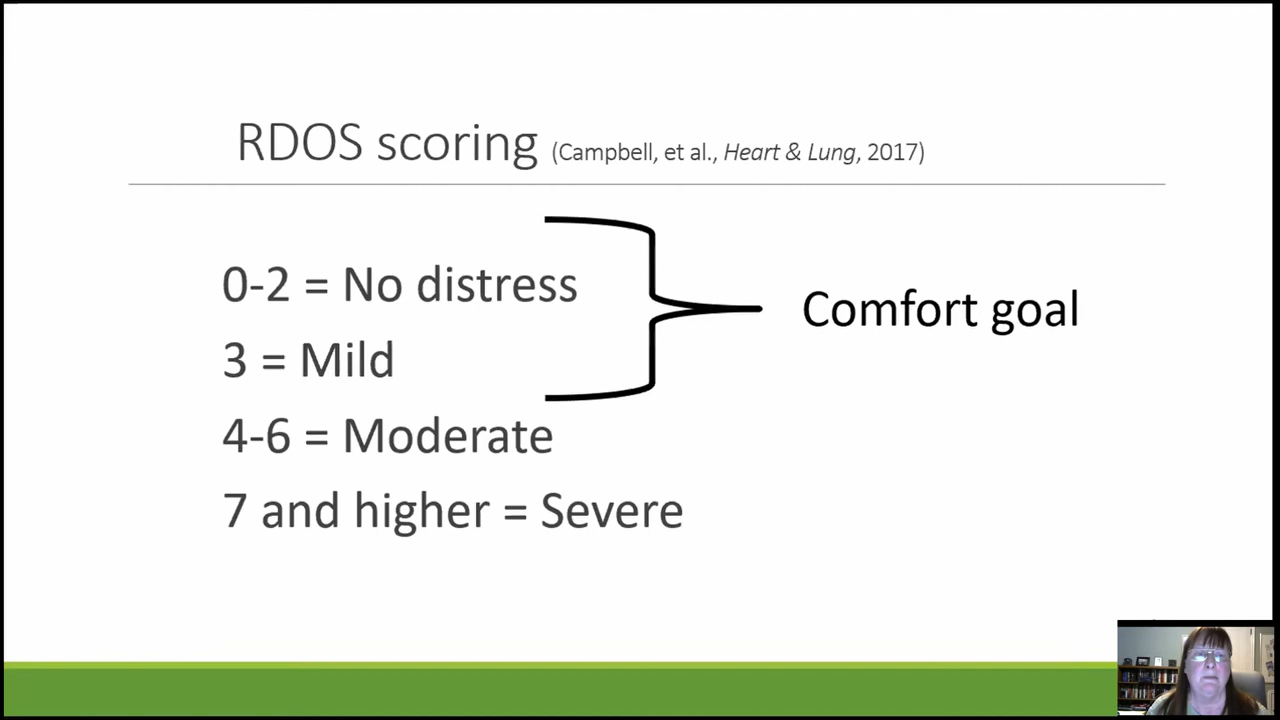 RDOS scoring (Campbell, et al., Heart & Lung, 2017)
0-2 = No distress
3 = Mild
Comfort goal
4-6 = Moderate
7 and higher = Severe